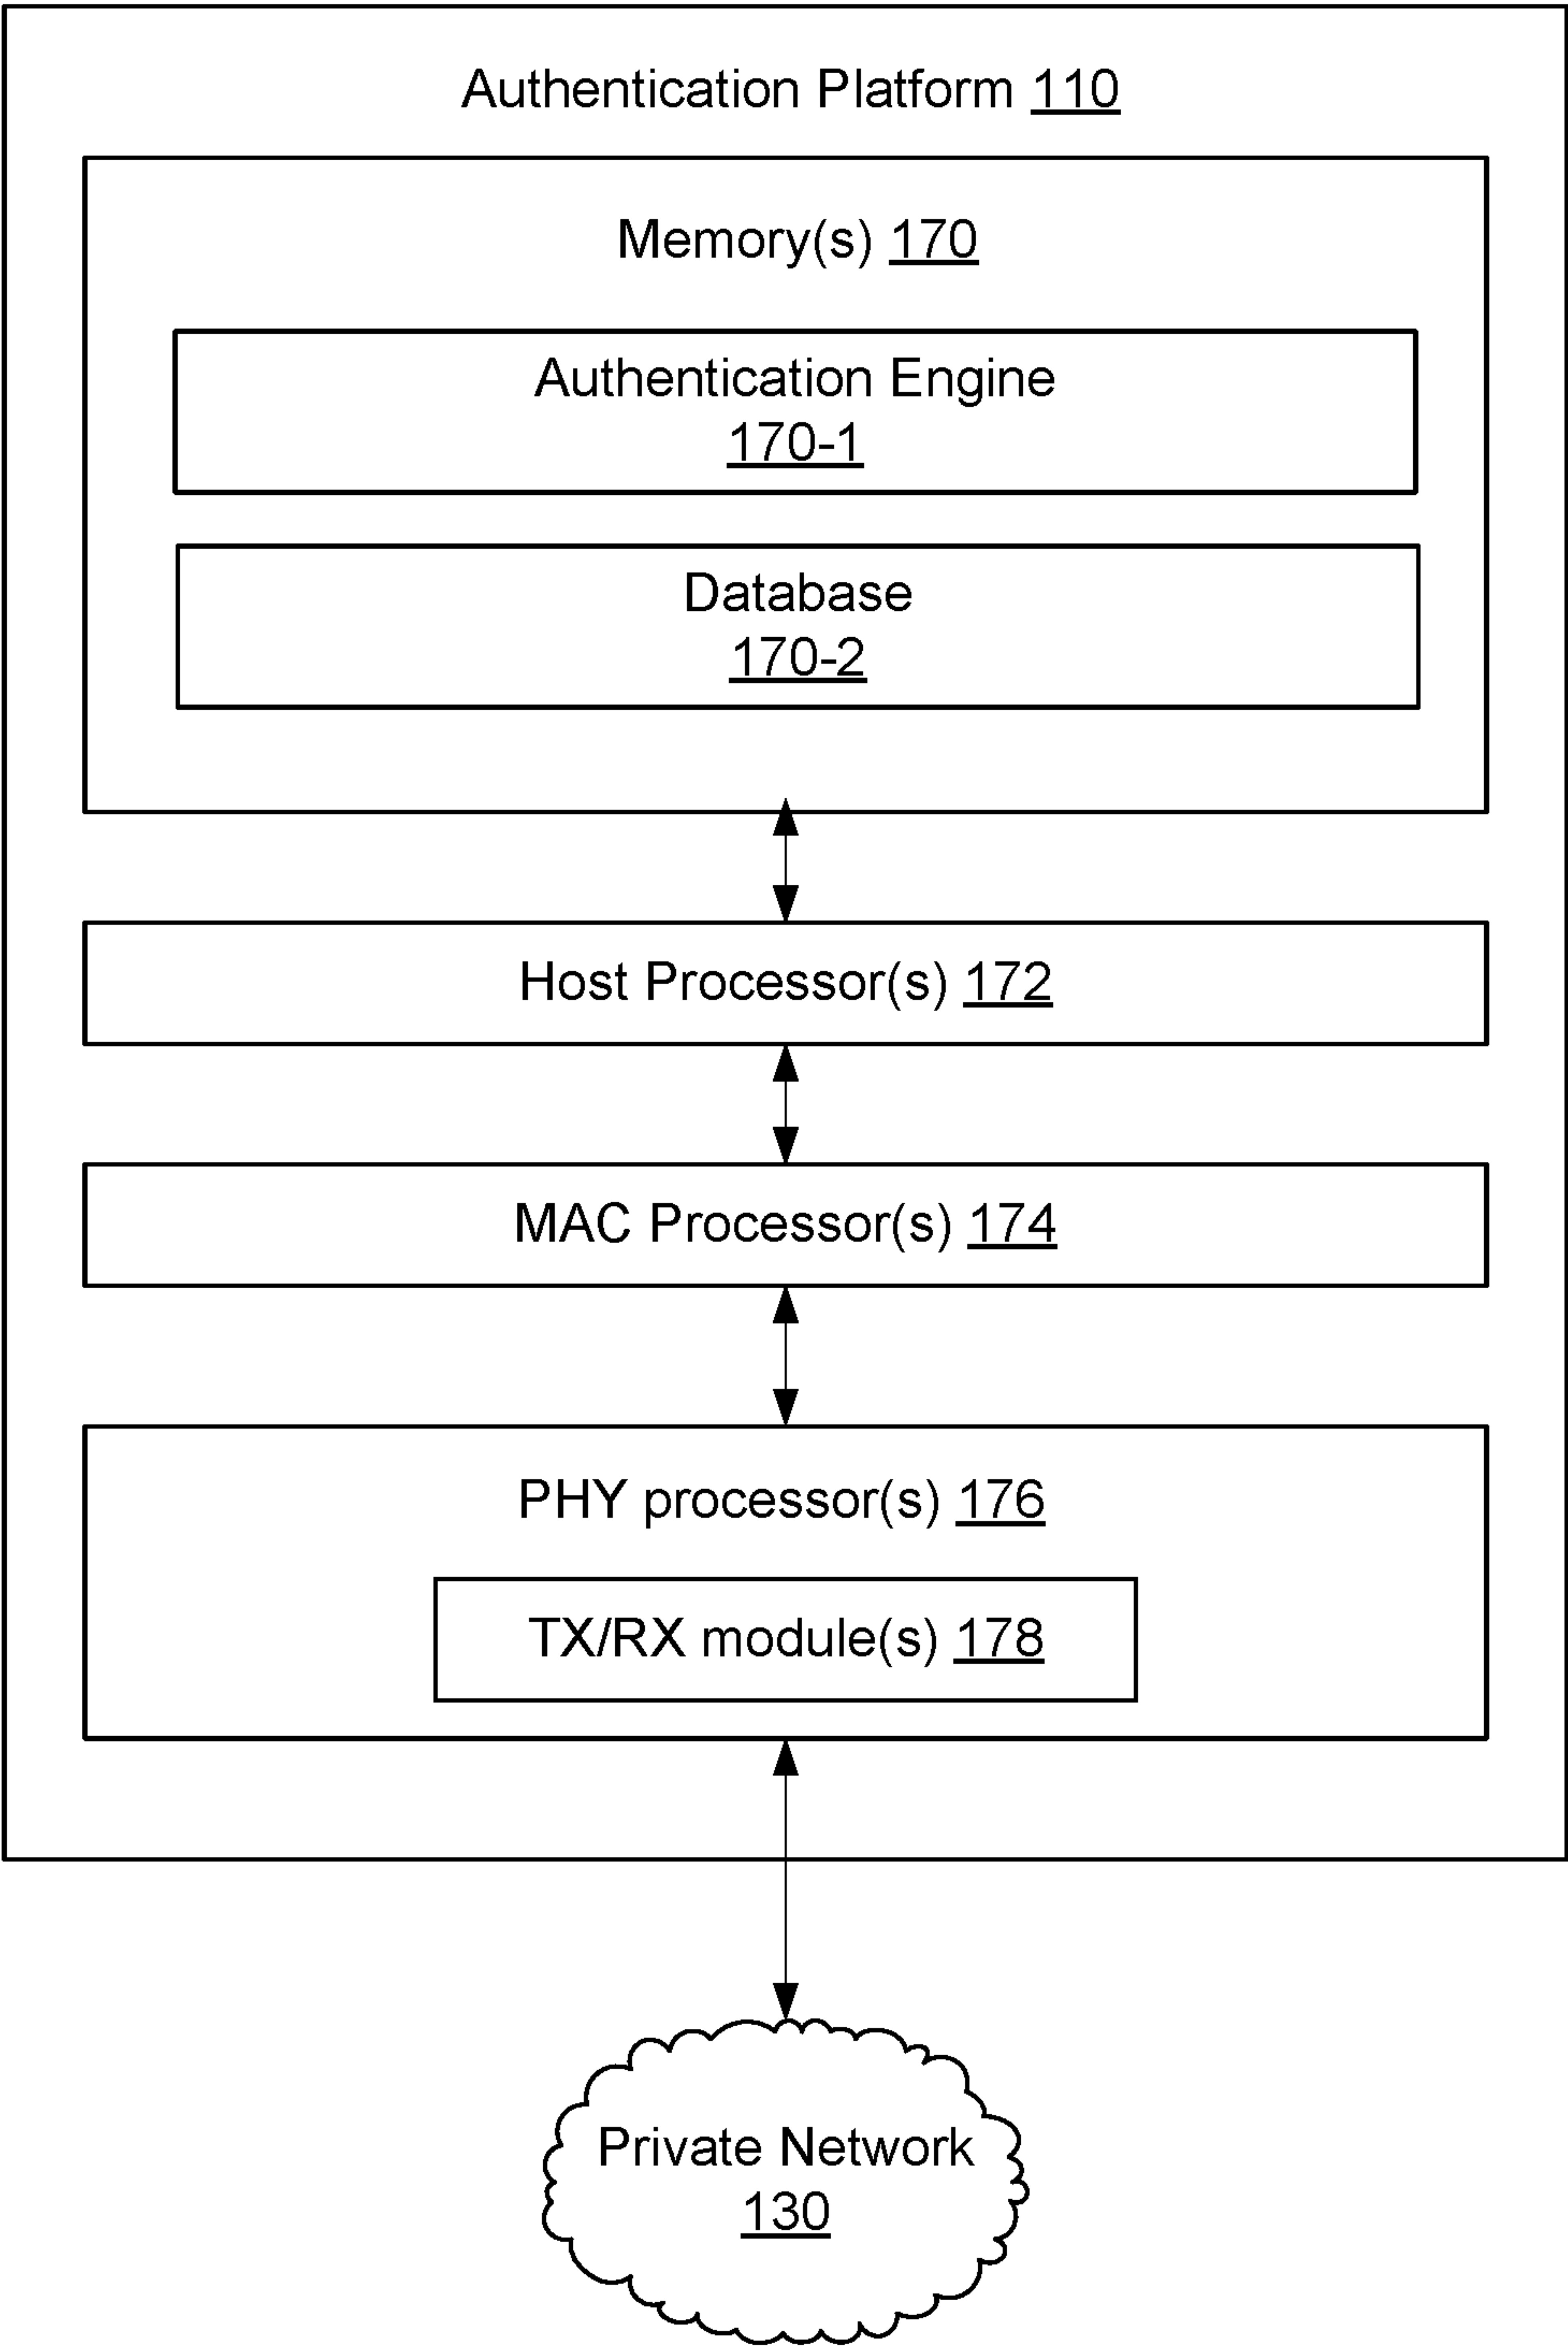 Authentication Platform 110
Memory(s) 170
Authentication Engine
170-1
Database
170-2
Host Processor(s) 172
MAC Processor(s) 174
PHY processor(s) 176
TX/RX module(s) 178
Private Network
130